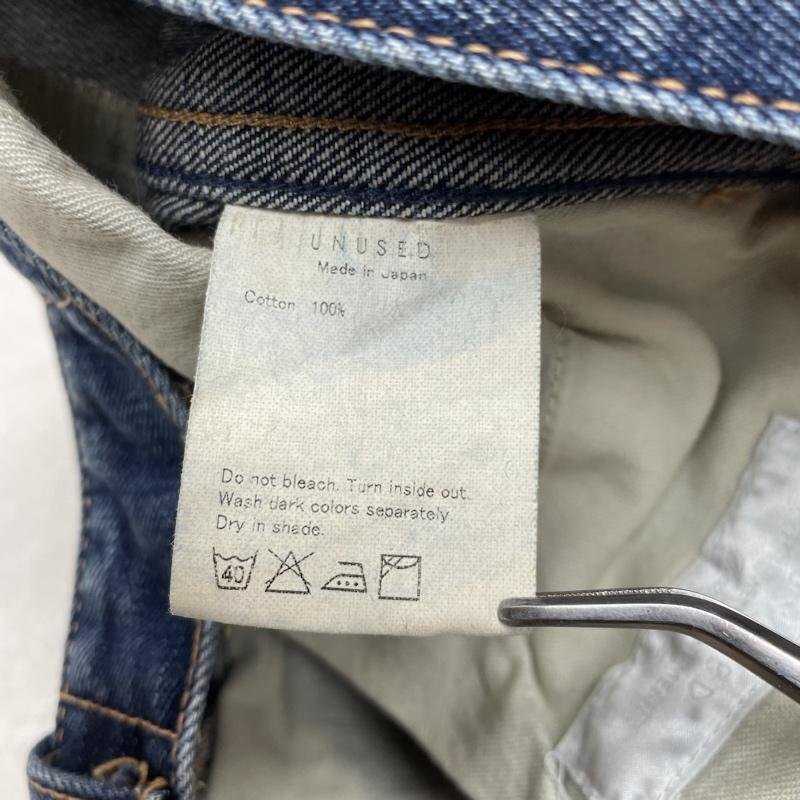 UNUSED
Made in Japan
Cotton 100%
Do not bleach. Turn inside out.
Wash dark colors separately.
Dry in shade.
40